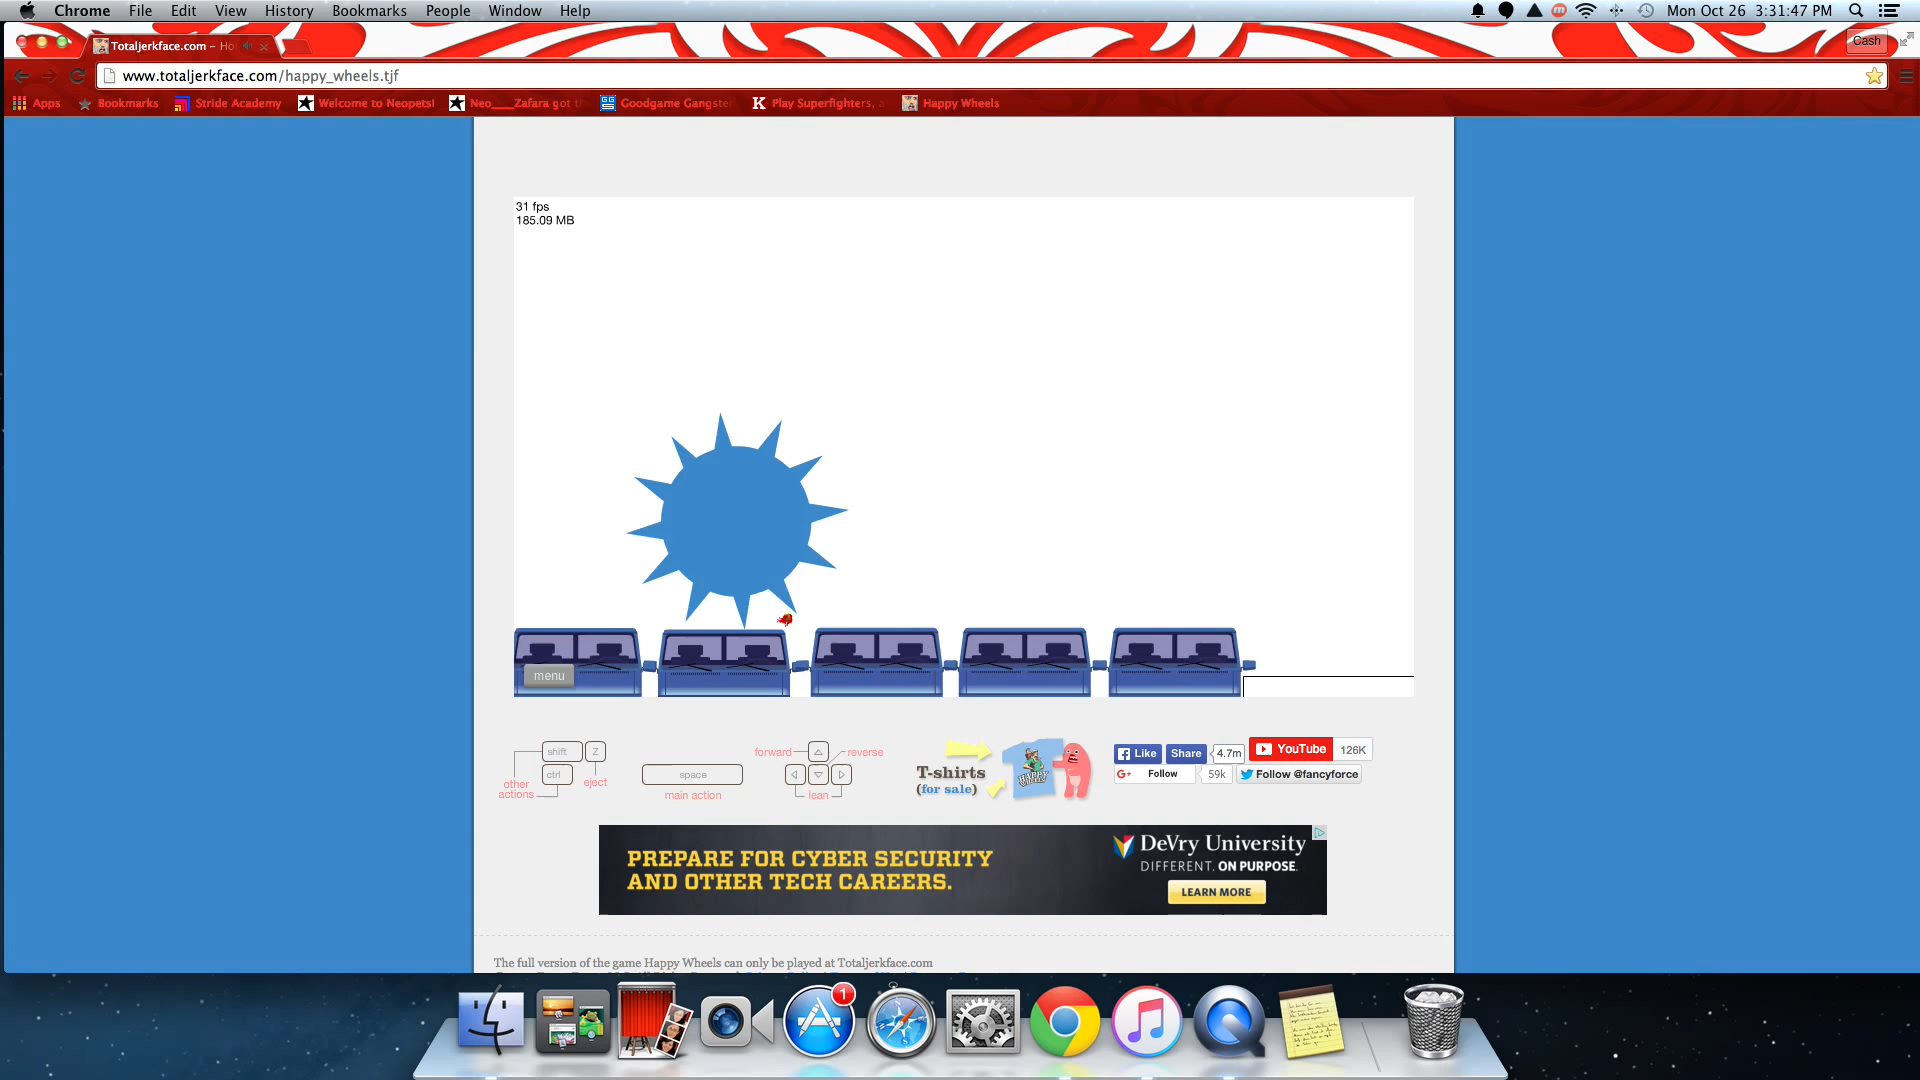 Chrome File Edit View History Bookmarks People Window Help Mon Oct 26 3:31:47 PM
Totaljerkface.com – Ho Cash
www.totaljerkface.com/happy_wheels.tjf
Apps Bookmarks Stride Academy Welcome to Neopets! Neo___Zafara got th Goodgame Gangster Play Superfighters, a Happy Wheels
31 fps
185.09 MB
menu
shift Z
ctrl
other actions
eject
space
main action
forward
reverse
lean
T-shirts
(for sale)
HAPPY
Like Share 4.7m YouTube 126K
G+ Follow 59k Follow @fancyforce
PREPARE FOR CYBER SECURITY
AND OTHER TECH CAREERS.
DeVry University
DIFFERENT. ON PURPOSE.
LEARN MORE
The full version of the game Happy Wheels can only be played at Totaljerkface.com
1